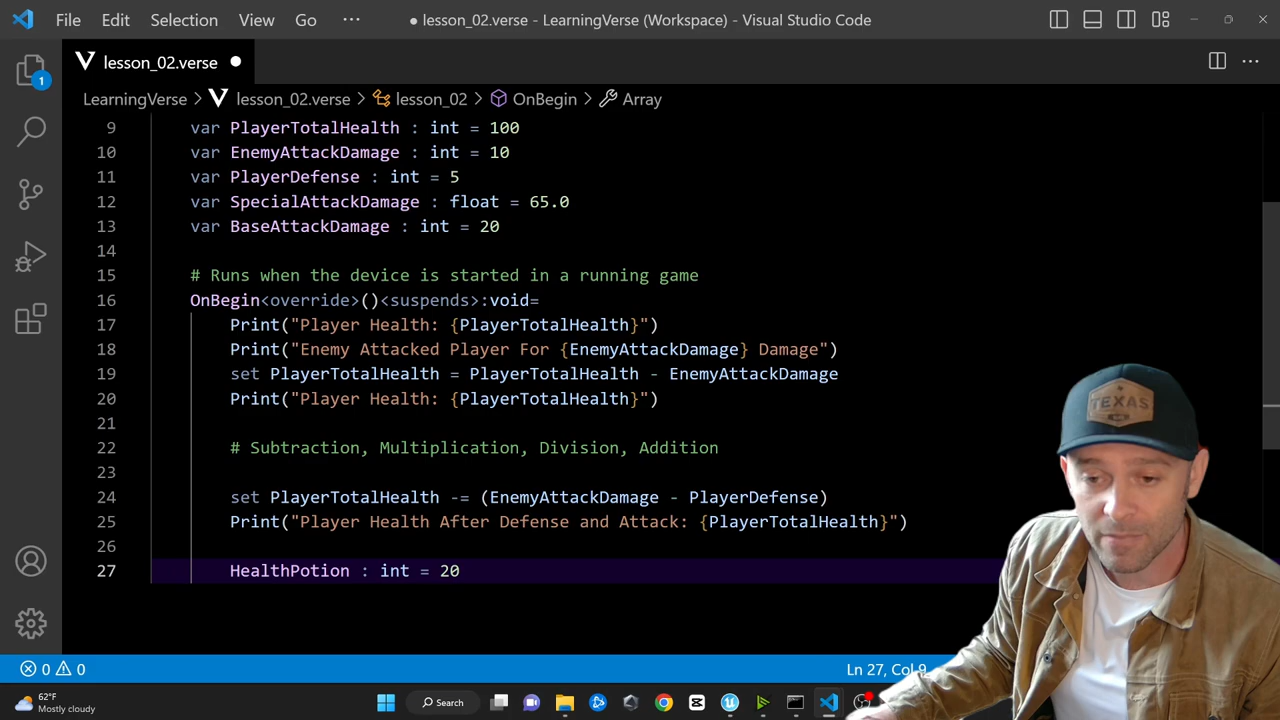 File Edit Selection View Go ··· ● lesson_02.verse - LearningVerse (Workspace) - Visual Studio Code
lesson_02.verse ●
LearningVerse > lesson_02.verse > lesson_02 > OnBegin > Array
1
9 var PlayerTotalHealth : int = 100
10 var EnemyAttackDamage : int = 10
11 var PlayerDefense : int = 5
12 var SpecialAttackDamage : float = 65.0
13 var BaseAttackDamage : int = 20
14
15 # Runs when the device is started in a running game
16 OnBegin<override>()<suspends>:void=
17 Print("Player Health: {PlayerTotalHealth}")
18 Print("Enemy Attacked Player For {EnemyAttackDamage} Damage")
19 set PlayerTotalHealth = PlayerTotalHealth - EnemyAttackDamage
20 Print("Player Health: {PlayerTotalHealth}")
21
22 # Subtraction, Multiplication, Division, Addition
23
24 set PlayerTotalHealth -= (EnemyAttackDamage - PlayerDefense)
25 Print("Player Health After Defense and Attack: {PlayerTotalHealth}")
26
27 HealthPotion : int = 20
TEXAS
0 0 Ln 27, Col 9
62°F
Mostly cloudy
Search